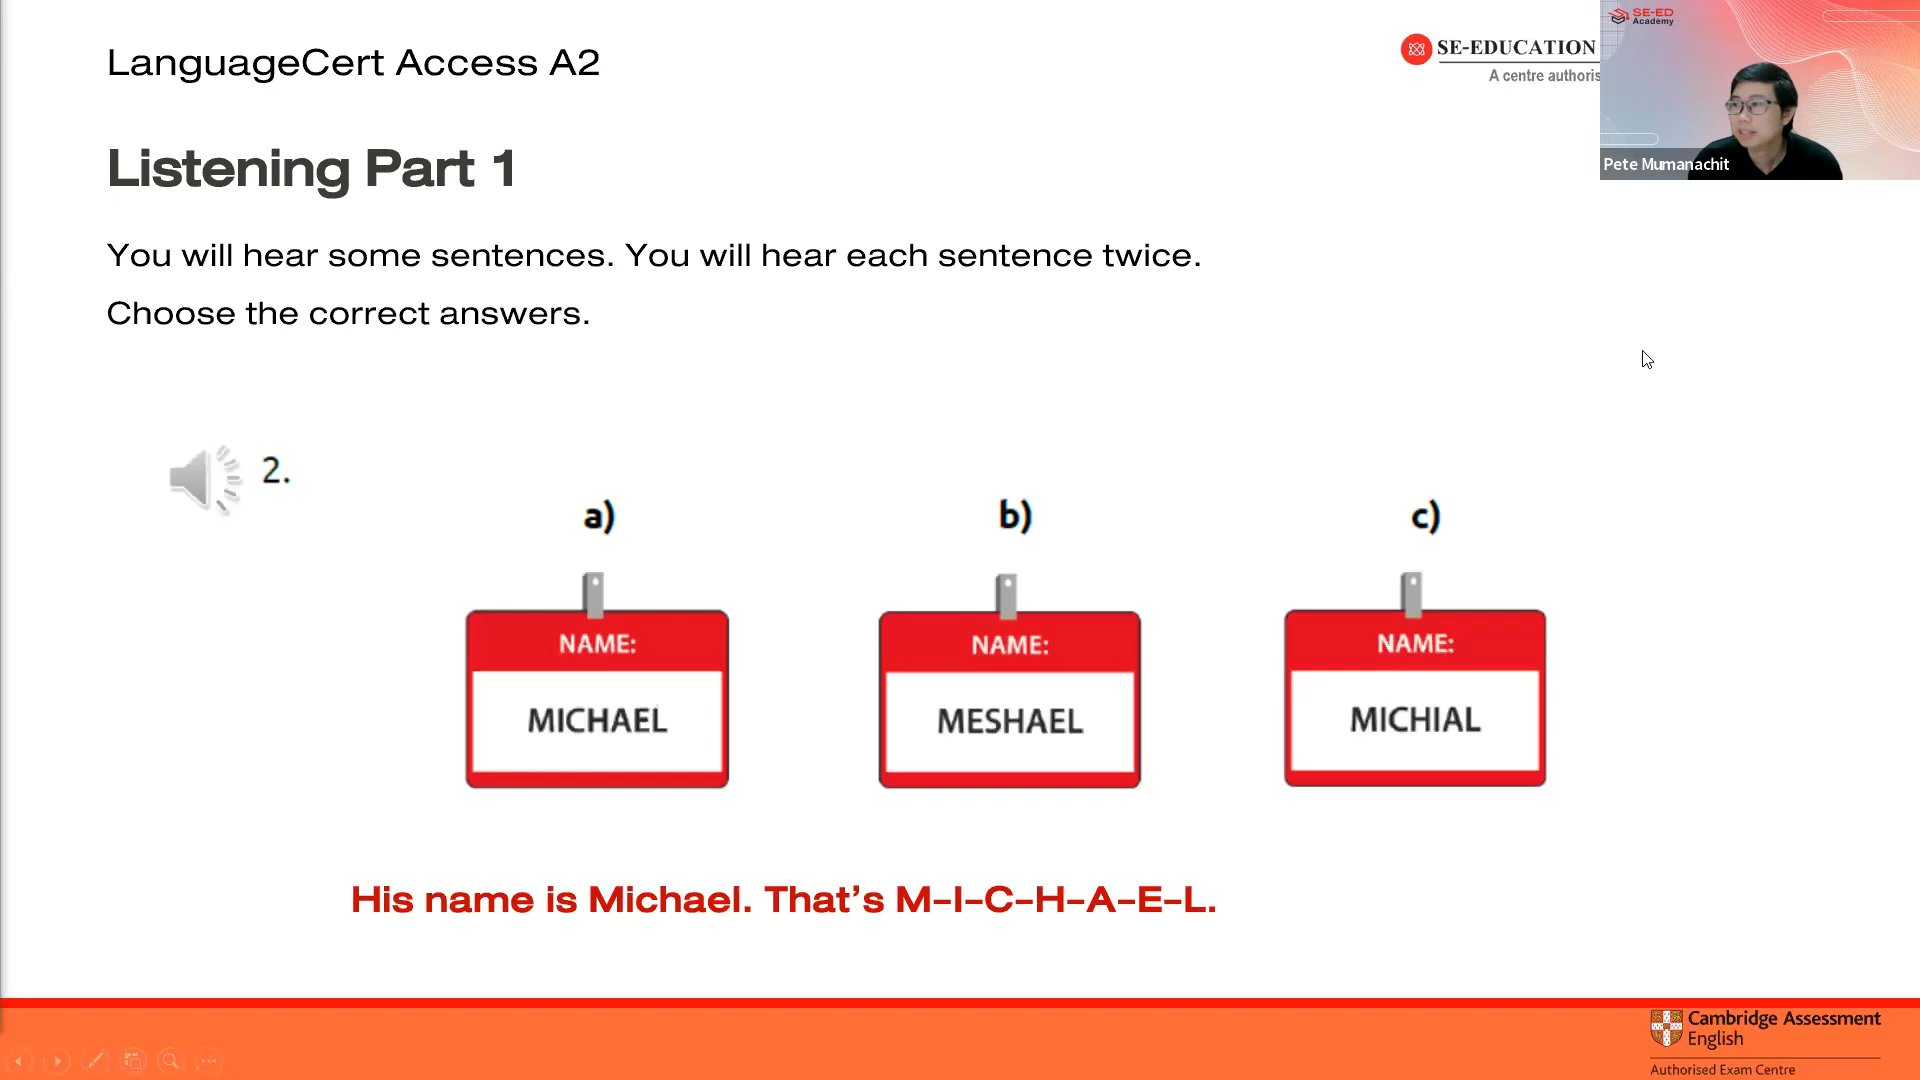 LanguageCert Access A2
SE-EDUCATION
A centre authoris
SE-ED
Academy
Pete Mumanachit
Listening Part 1
You will hear some sentences. You will hear each sentence twice.
Choose the correct answers.
2.
a)
b)
c)
NAME:
MICHAEL
NAME:
MESHAEL
NAME:
MICHIAL
His name is Michael. That’s M-I-C-H-A-E-L.
Cambridge Assessment
English
Authorised Exam Centre